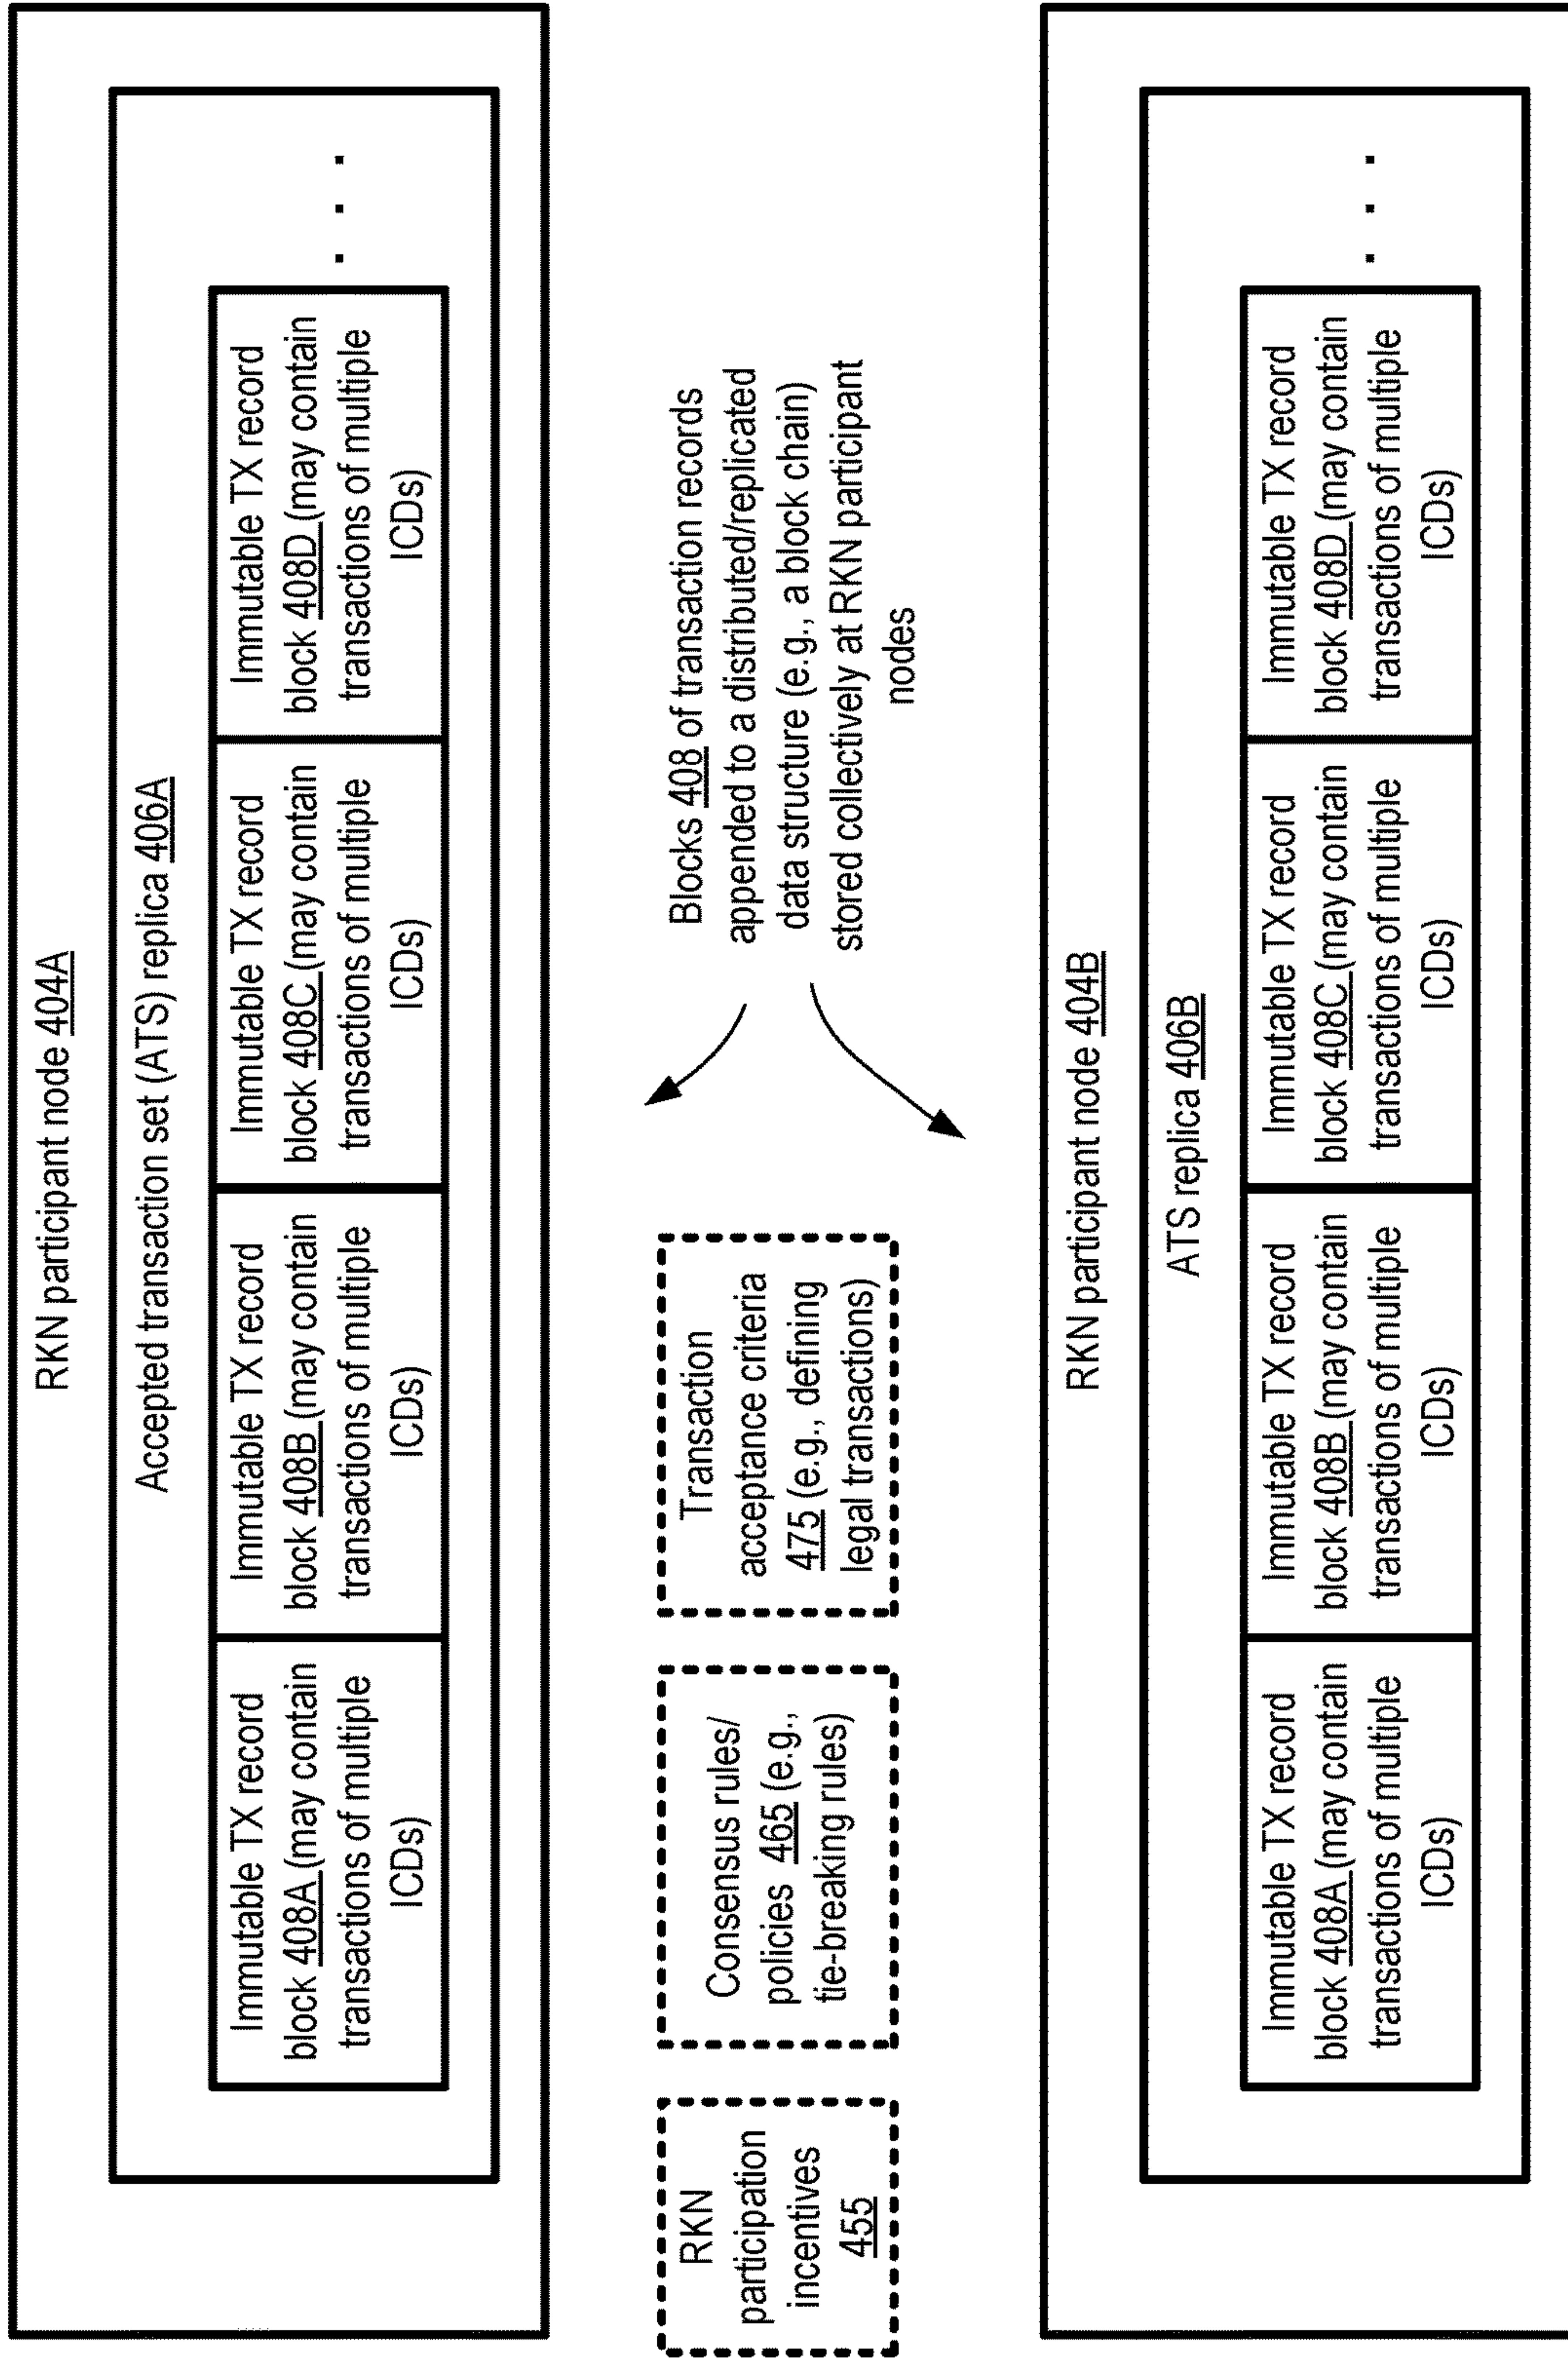 RKN participant node 404A
Accepted transaction set (ATS) replica 406A
Immutable TX record
block 408A (may contain
transactions of multiple
ICDs)
Immutable TX record
block 408B (may contain
transactions of multiple
ICDs)
Immutable TX record
block 408C (may contain
transactions of multiple
ICDs)
Immutable TX record
block 408D (may contain
transactions of multiple
ICDs)
. . .
RKN
participation
incentives
455
Consensus rules/
policies 465 (e.g.,
tie-breaking rules)
Transaction
acceptance criteria
475 (e.g., defining
legal transactions)
Blocks 408 of transaction records
appended to a distributed/replicated
data structure (e.g., a block chain)
stored collectively at RKN participant
nodes
RKN participant node 404B
ATS replica 406B
Immutable TX record
block 408A (may contain
transactions of multiple
ICDs)
Immutable TX record
block 408B (may contain
transactions of multiple
ICDs)
Immutable TX record
block 408C (may contain
transactions of multiple
ICDs)
Immutable TX record
block 408D (may contain
transactions of multiple
ICDs)
. . .